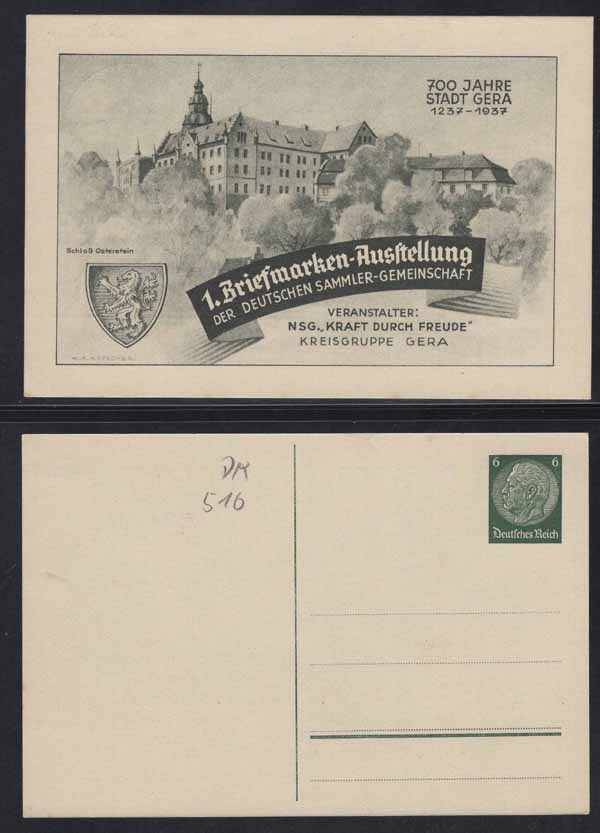 700 JAHRE
STADT GERA
1237-1937
Schloß Osterstein
1. Briefmarken-Ausstellung
DER DEUTSCHEN SAMMLER-GEMEINSCHAFT
VERANSTALTER:
NSG. „KRAFT DURCH FREUDE"
KREISGRUPPE GERA
DM
516
6 6
Deutsches Reich